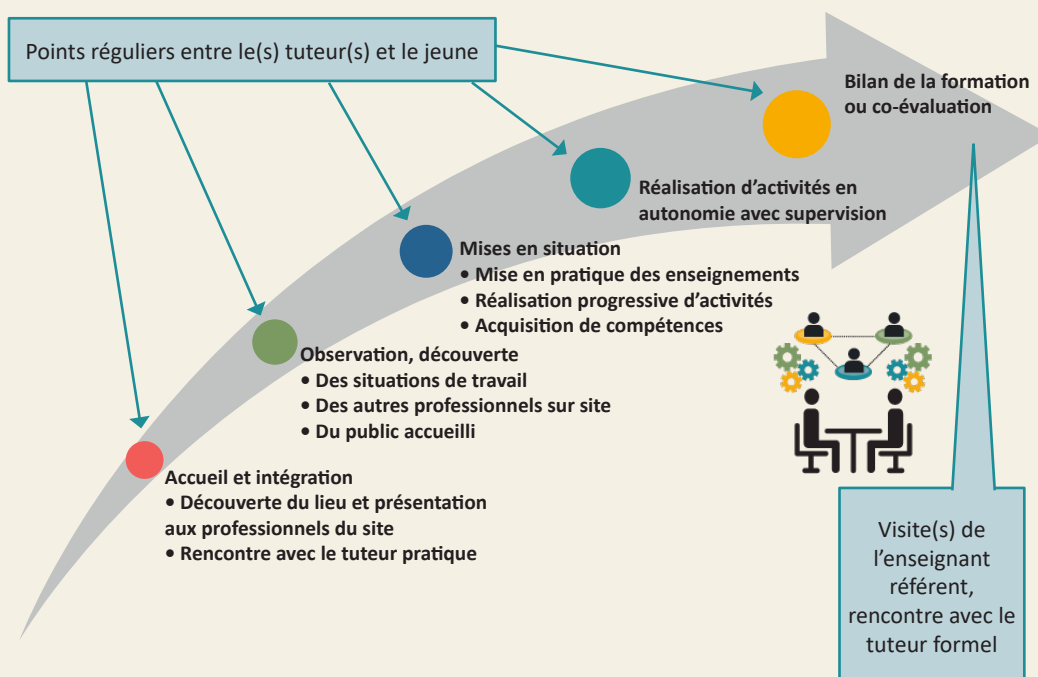 Points réguliers entre le(s) tuteur(s) et le jeune
Bilan de la formation
ou co-évaluation
Réalisation d’activités en
autonomie avec supervision
Mises en situation
• Mise en pratique des enseignements
• Réalisation progressive d’activités
• Acquisition de compétences
Observation, découverte
• Des situations de travail
• Des autres professionnels sur site
• Du public accueilli
Accueil et intégration
• Découverte du lieu et présentation
aux professionnels du site
• Rencontre avec le tuteur pratique
Visite(s) de
l’enseignant
référent,
rencontre avec le
tuteur formel